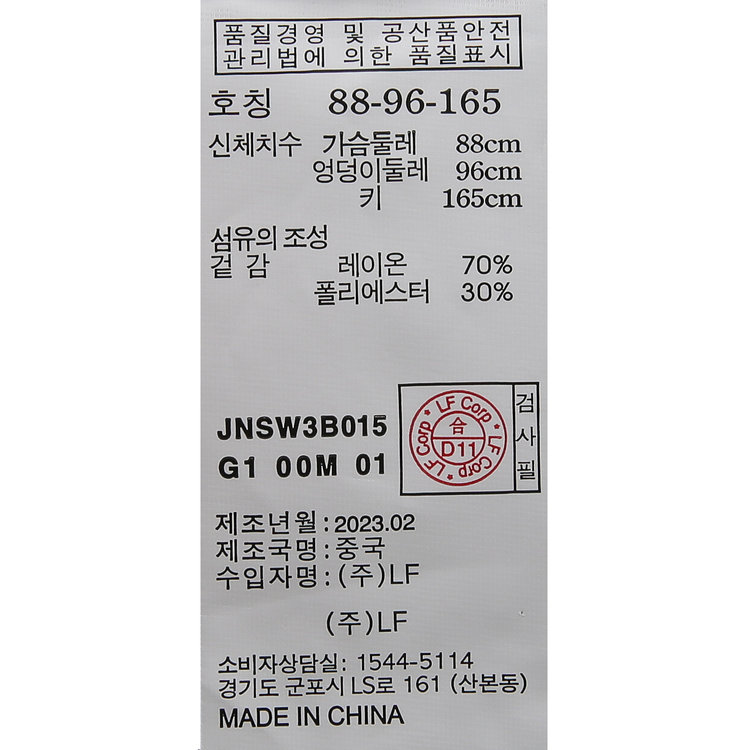 품질경영 및 공산품안전
관리법에 의한 품질표시
호칭 88-96-165
신체치수 가슴둘레 88cm
엉덩이둘레 96cm
키 165cm
섬유의 조성
겉 감 레이온 70%
폴리에스터 30%
JNSW3B015
G1 00M 01
LF Corp * LF Corp * LF Corp *
合
D11
검사필
제조년월 : 2023.02
제조국명 : 중국
수입자명 : (주)LF
(주)LF
소비자상담실: 1544-5114
경기도 군포시 LS로 161 (산본동)
MADE IN CHINA